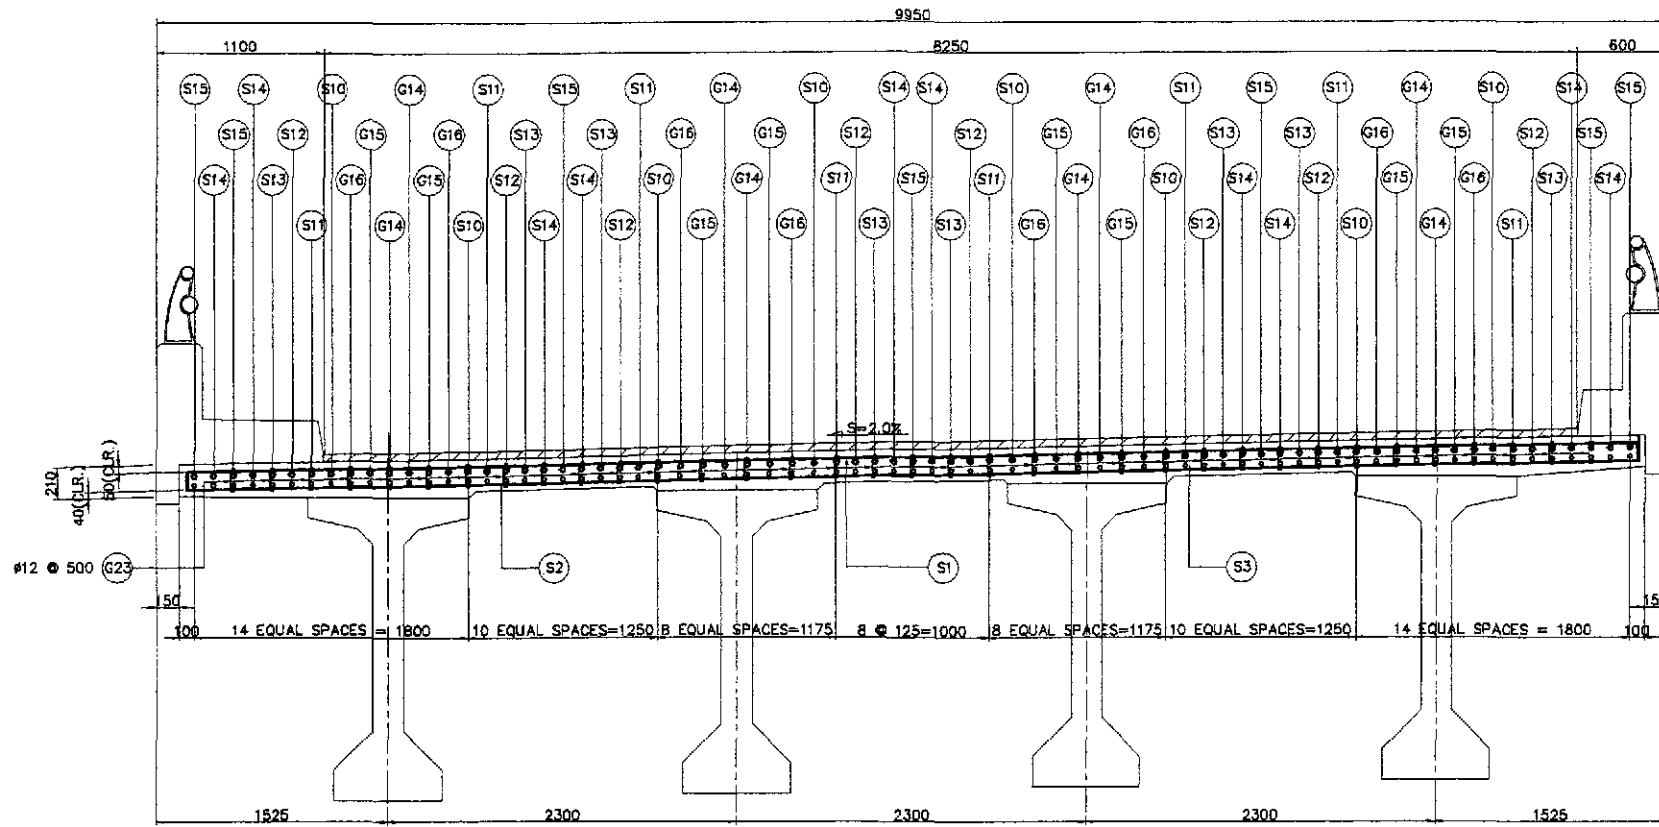 9950
1100 8250 600
S15 S14 S10 G14 S11 S15 S11 G14 S10 S14 S14 S10 G14 S11 S15 S11 G14 S10 S14 S15
S15 S12 G15 G16 S13 S13 G16 G15 S12 S12 G15 G16 S13 S13 G16 G15 S12 S15
S14 S13 G16 G15 S12 S14 S10 G14 S11 S15 S11 G14 S10 S14 S12 G15 G16 S13 S14
S11 G14 S10 S14 S12 G15 G16 S13 S13 G16 G15 S12 S14 S10 G14 S11
S=2.0%
210
40(CLR.)
60(CLR.)
ø12 @ 500 G23 S2 S1 S3
150 15
100 14 EQUAL SPACES = 1800 10 EQUAL SPACES=1250 8 EQUAL SPACES=1175 8 @ 125=1000 8 EQUAL SPACES=1175 10 EQUAL SPACES=1250 14 EQUAL SPACES = 1800 100
1525 2300 2300 2300 1525